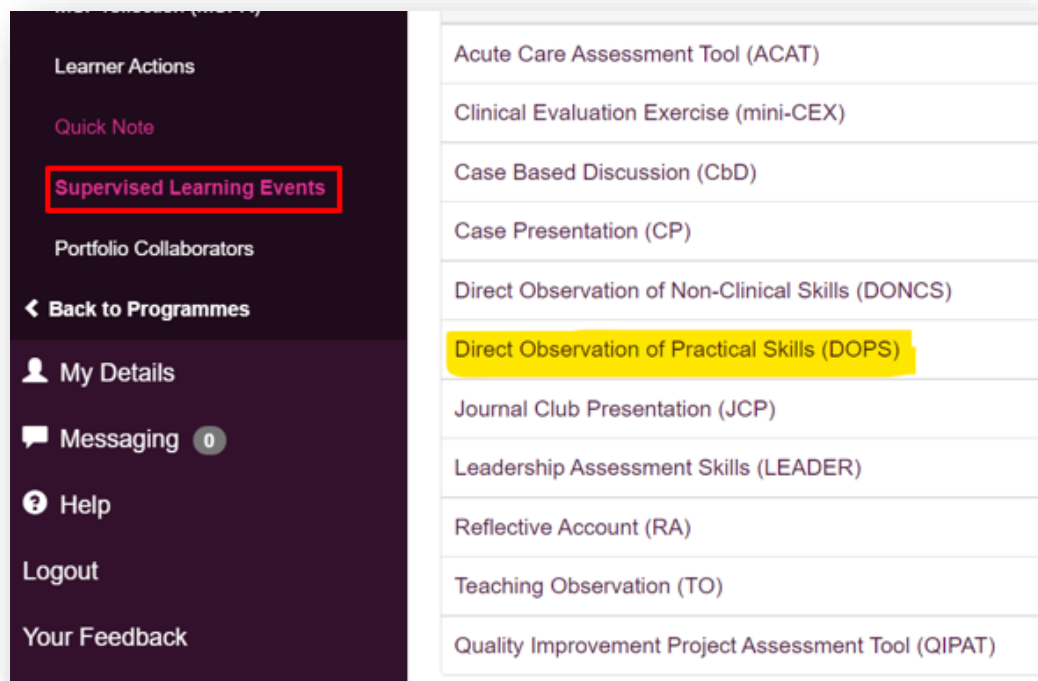 Learner Actions
Quick Note
Supervised Learning Events
Portfolio Collaborators
Back to Programmes
My Details
Messaging 0
Help
Logout
Your Feedback
Acute Care Assessment Tool (ACAT)
Clinical Evaluation Exercise (mini-CEX)
Case Based Discussion (CbD)
Case Presentation (CP)
Direct Observation of Non-Clinical Skills (DONCS)
Direct Observation of Practical Skills (DOPS)
Journal Club Presentation (JCP)
Leadership Assessment Skills (LEADER)
Reflective Account (RA)
Teaching Observation (TO)
Quality Improvement Project Assessment Tool (QIPAT)